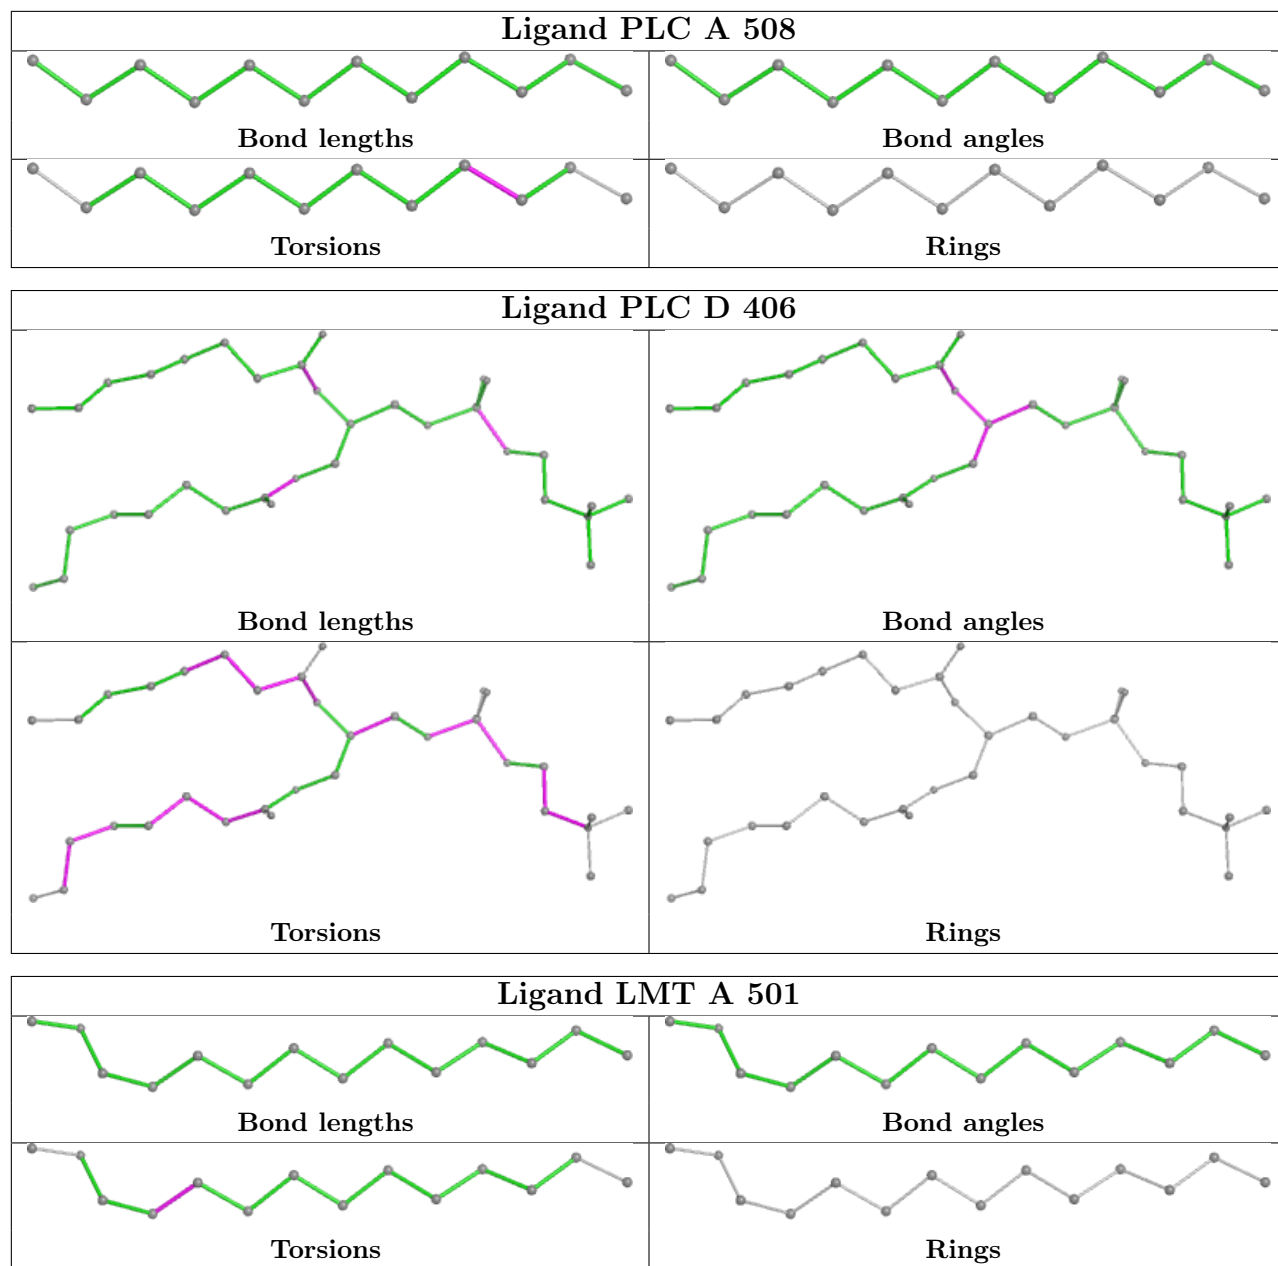 Ligand PLC A 508
Bond lengths
Bond angles
Torsions
Rings
Ligand PLC D 406
Bond lengths
Bond angles
Torsions
Rings
Ligand LMT A 501
Bond lengths
Bond angles
Torsions
Rings